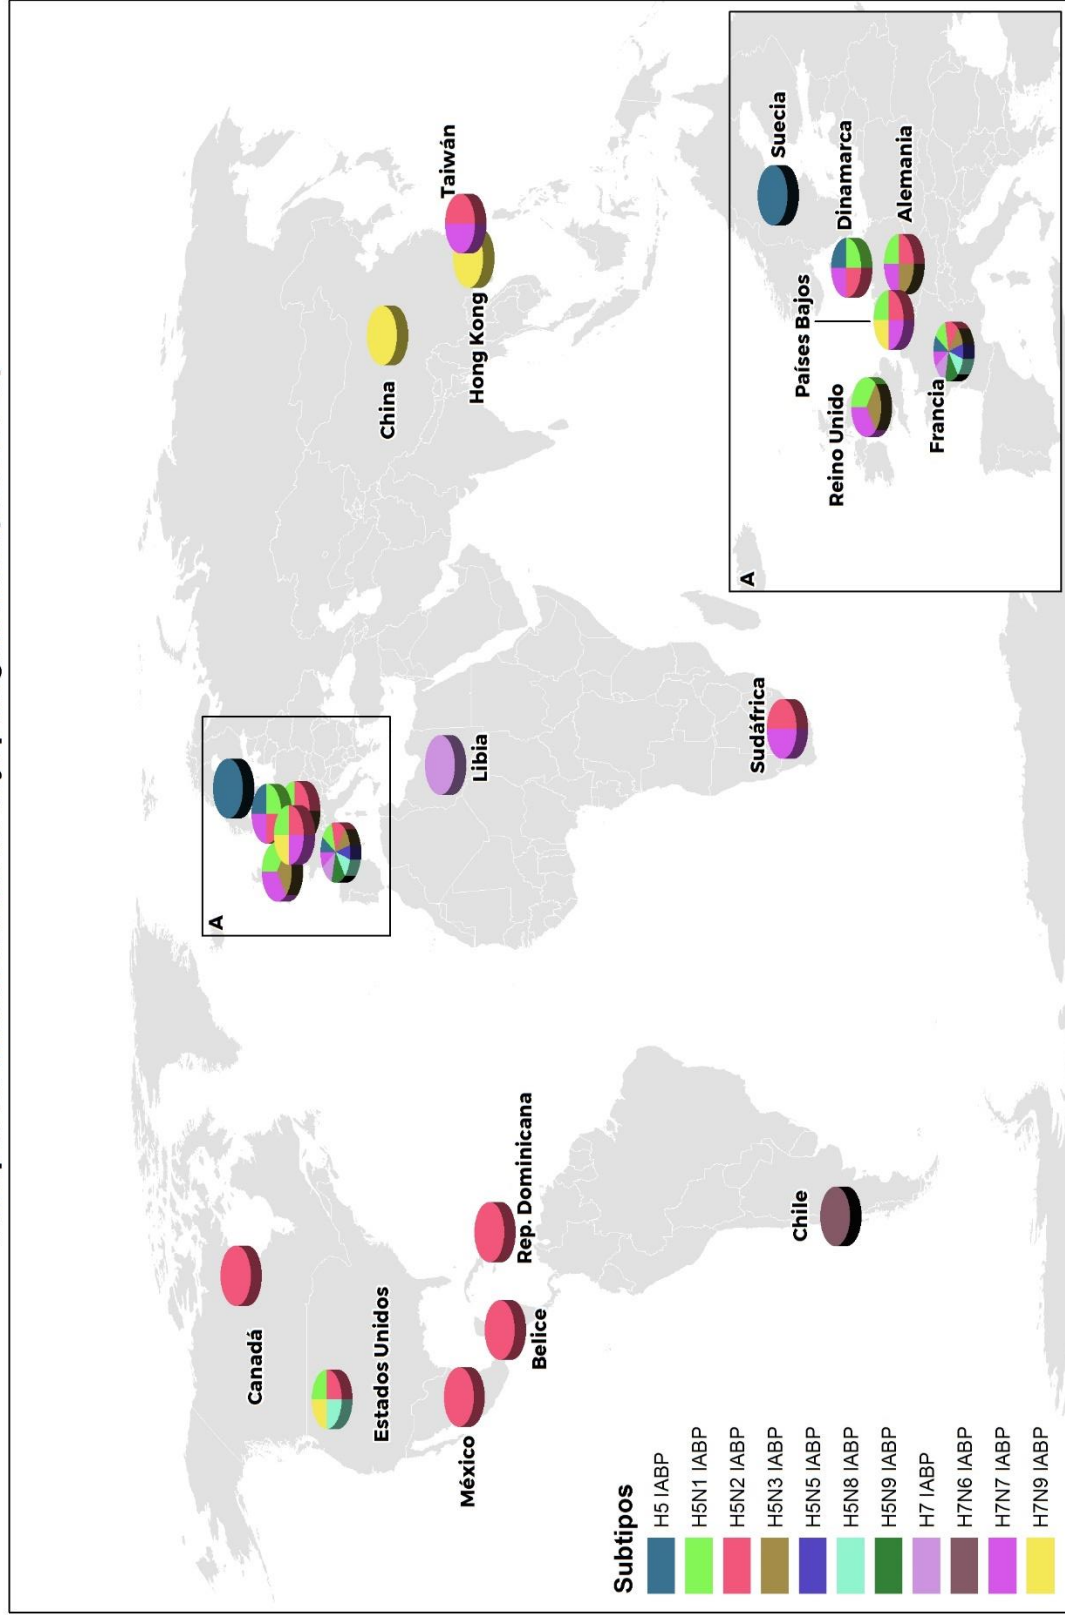 Canadá
Estados Unidos
México
Belice
Rep. Dominicana
Chile
A
Libia
Sudáfrica
China
Hong Kong
Taiwán
A
Suecia
Dinamarca
Países Bajos
Alemania
Reino Unido
Francia
Subtipos
H5 IABP
H5N1 IABP
H5N2 IABP
H5N3 IABP
H5N5 IABP
H5N8 IABP
H5N9 IABP
H7 IABP
H7N6 IABP
H7N7 IABP
H7N9 IABP